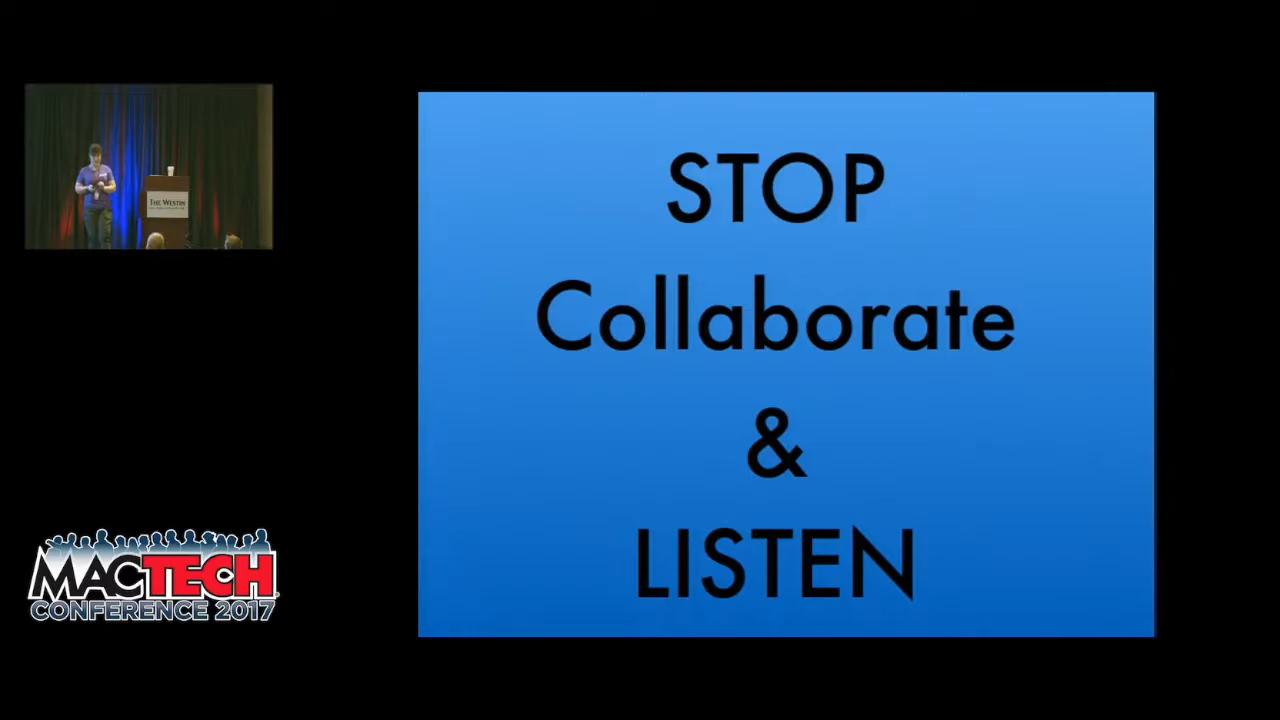 THE WESTIN
STOP
Collaborate
&
LISTEN
MACTECH
CONFERENCE 2017